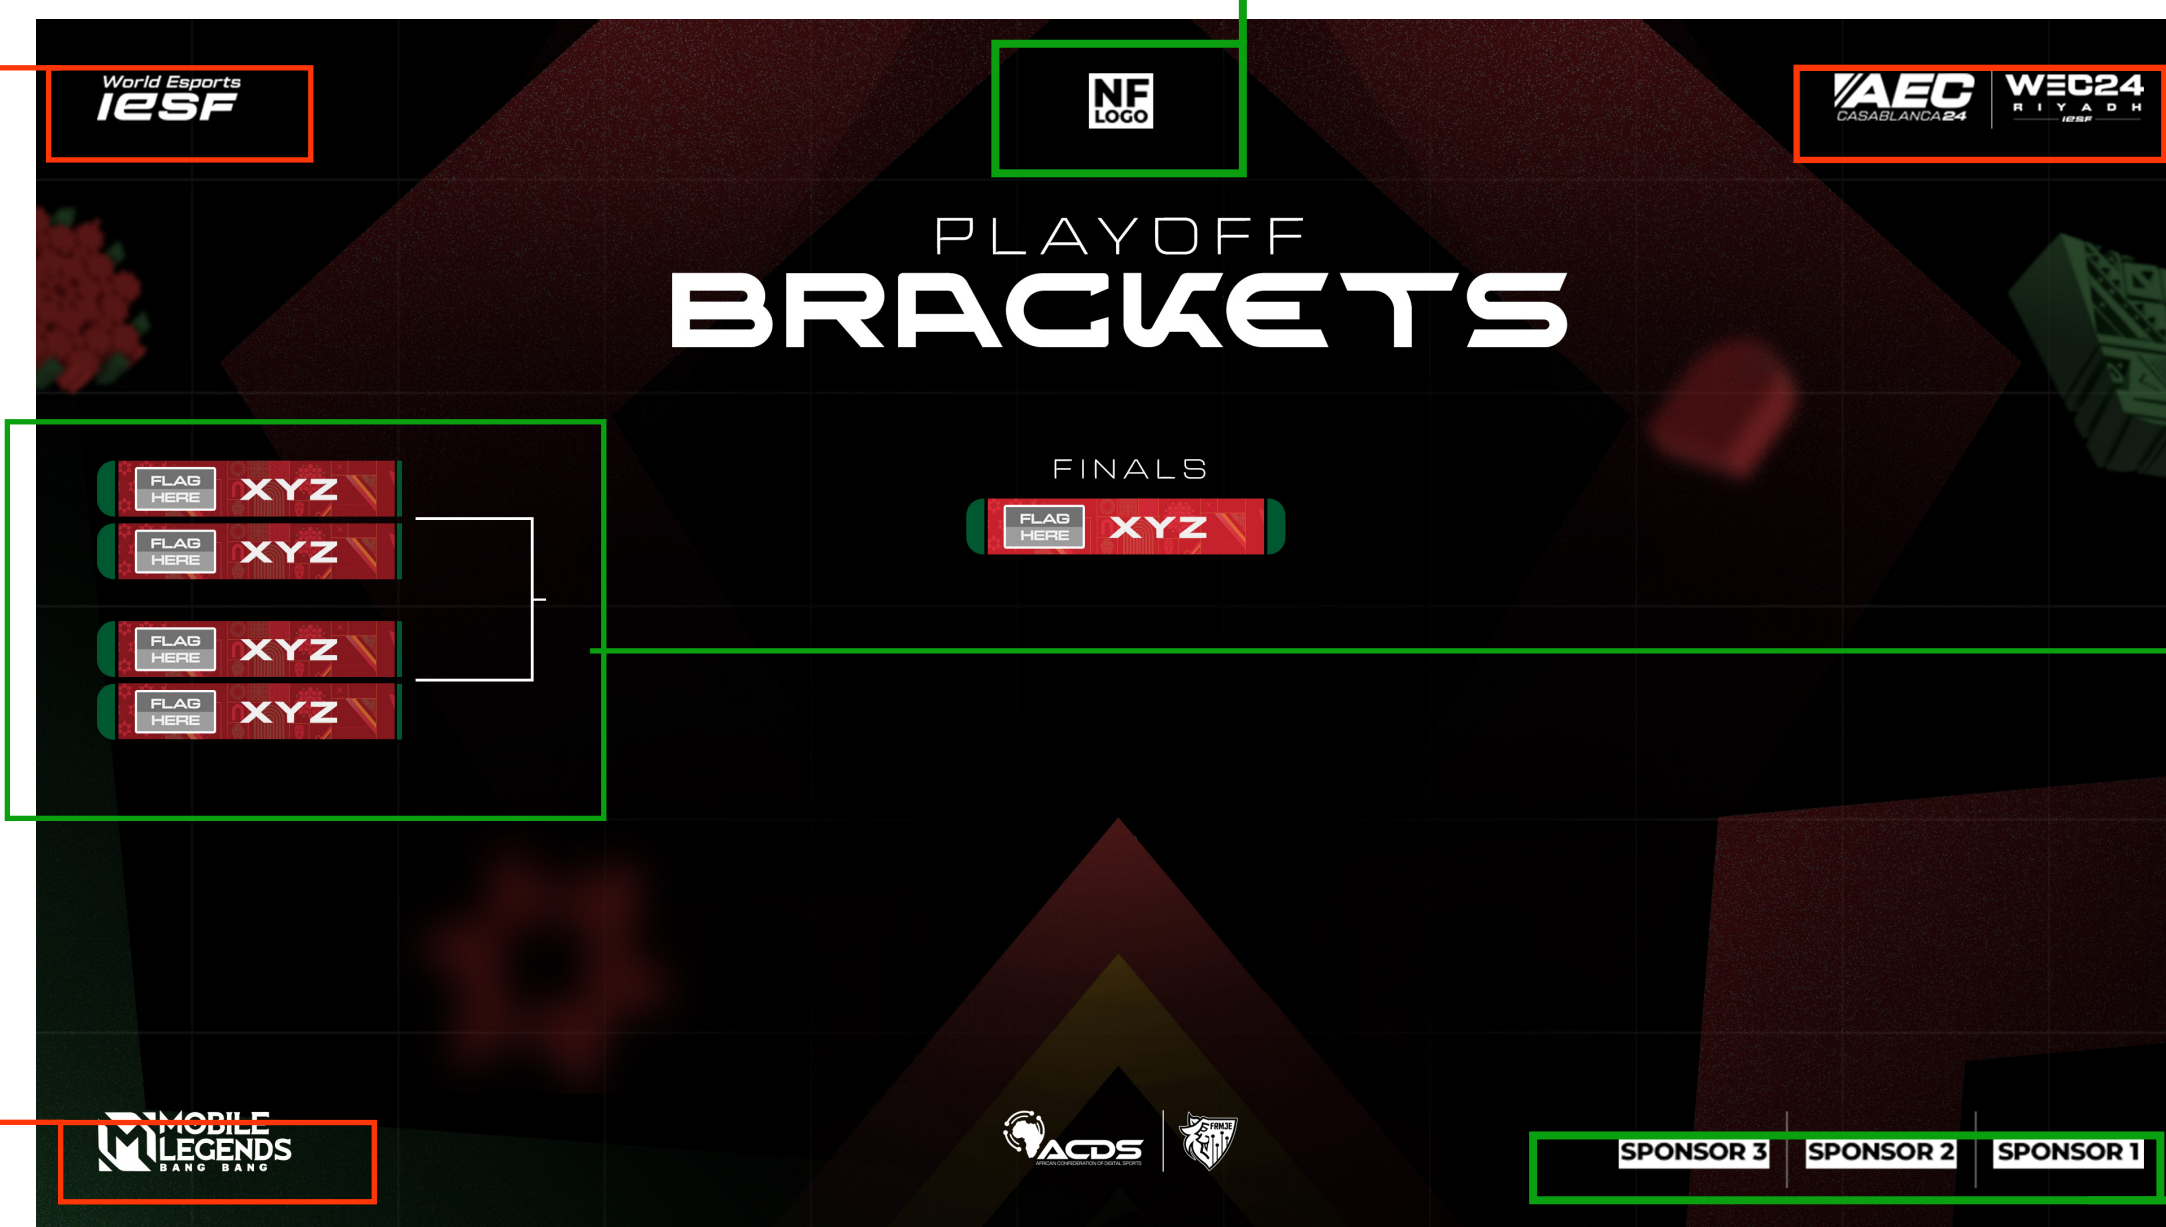 World Esports
IESF
NF
LOGO
AEC
CASABLANCA24
WEC24
RIYADH
IESF
PLAYOFF
BRACKETS
FINALS
FLAG
HERE
XYZ
FLAG
HERE
XYZ
FLAG
HERE
XYZ
FLAG
HERE
XYZ
FLAG
HERE
XYZ
MOBILE
LEGENDS
BANG BANG
ACDS
AFRICAN CONFEDERATION OF DIGITAL SPORTS
FRMJE
SPONSOR 3
SPONSOR 2
SPONSOR 1